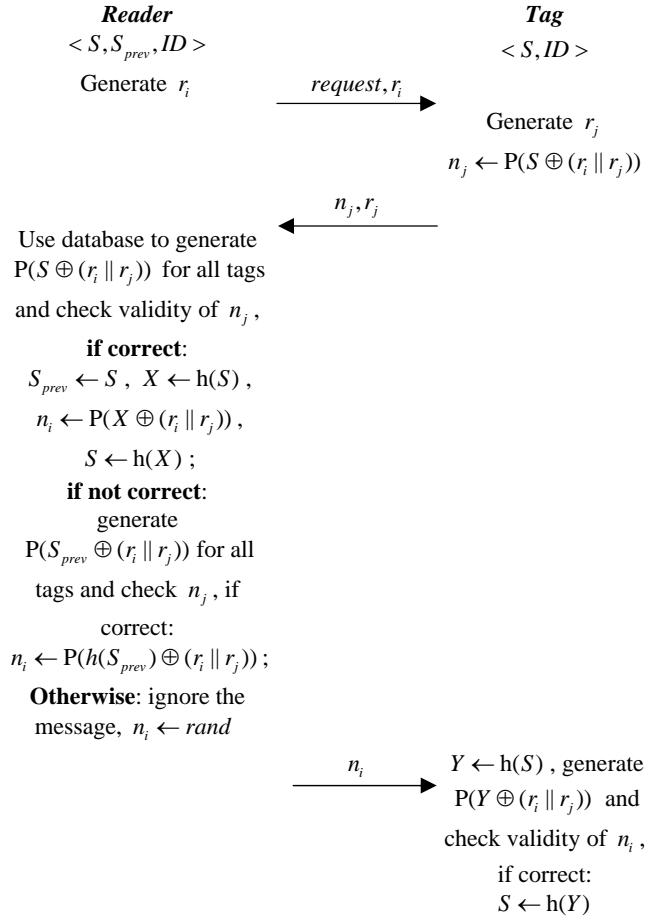 Reader
Tag
< S, S_prev, ID >
< S, ID >
Generate r_i
request, r_i
Generate r_j
n_j ← P(S ⊕ (r_i || r_j))
n_j, r_j
Use database to generate
P(S ⊕ (r_i || r_j)) for all tags
and check validity of n_j ,
if correct:
S_prev ← S , X ← h(S) ,
n_i ← P(X ⊕ (r_i || r_j)) ,
S ← h(X) ;
if not correct:
generate
P(S_prev ⊕ (r_i || r_j)) for all
tags and check n_j , if
correct:
n_i ← P(h(S_prev) ⊕ (r_i || r_j)) ;
Otherwise: ignore the
message, n_i ← rand
n_i
Y ← h(S) , generate
P(Y ⊕ (r_i || r_j)) and
check validity of n_i ,
if correct:
S ← h(Y)